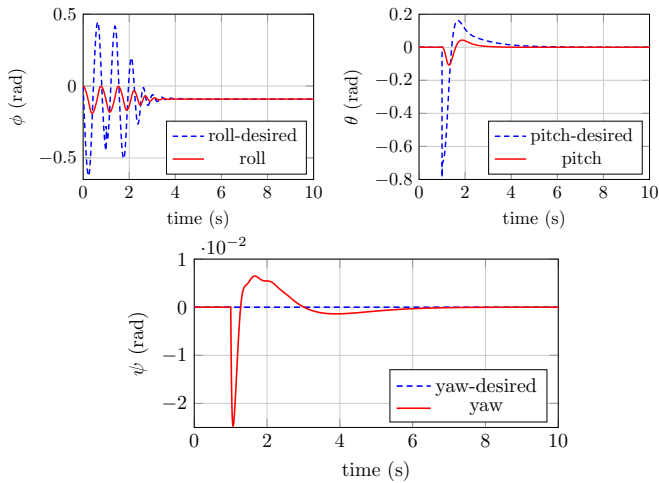 0.5
0
−0.5
0
2
4
6
8
10
ϕ (rad)
time (s)
roll-desired
roll
0.2
0
−0.2
−0.4
−0.6
−0.8
0
2
4
6
8
10
θ (rad)
time (s)
pitch-desired
pitch
·10−2
1
0
−1
−2
0
2
4
6
8
10
ψ (rad)
time (s)
yaw-desired
yaw